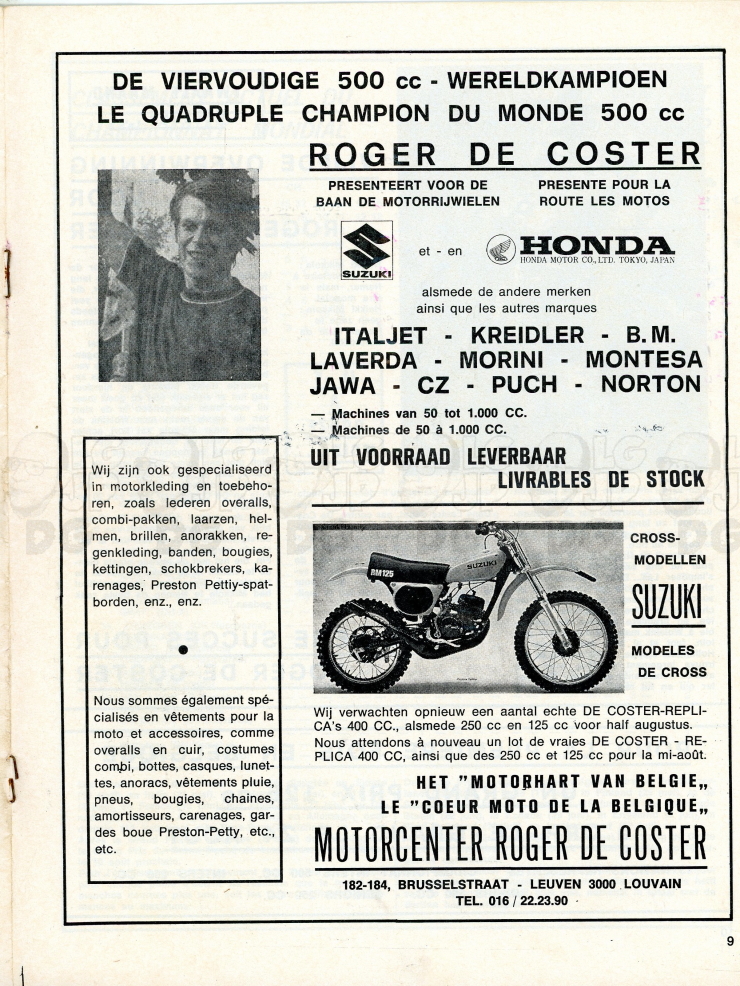 DE VIERVOUDIGE 500 cc - WERELDKAMPIOEN
LE QUADRUPLE CHAMPION DU MONDE 500 cc
ROGER DE COSTER
PRESENTEERT VOOR DE
BAAN DE MOTORRIJWIELEN
PRESENTE POUR LA
ROUTE LES MOTOS
SUZUKI
et - en
HONDA
HONDA MOTOR CO., LTD. TOKYO, JAPAN
alsmede de andere merken
ainsi que les autres marques
ITALJET - KREIDLER - B.M.
LAVERDA - MORINI - MONTESA
JAWA - CZ - PUCH - NORTON
— Machines van 50 tot 1.000 CC.
— Machines de 50 à 1.000 CC.
UIT VOORRAAD LEVERBAAR
LIVRABLES DE STOCK
Wij zijn ook gespecialiseerd
in motorkleding en toebeho-
ren, zoals lederen overalls,
combi-pakken, laarzen, hel-
men, brillen, anorakken, re-
genkleding, banden, bougies,
kettingen, schokbrekers, ka-
renages, Preston Pettiy-spat-
borden, enz., enz.
●
Nous sommes également spé-
cialisés en vêtements pour la
moto et accessoires, comme
overalls en cuir, costumes
combi, bottes, casques, lunet-
tes, anoracs, vêtements pluie,
pneus, bougies, chaines,
amortisseurs, carenages, gar-
des boue Preston-Petty, etc.,
etc.
SUZUKI
RM125
CROSS-
MODELLEN
SUZUKI
MODELES
DE CROSS
Wij verwachten opnieuw een aantal echte DE COSTER-REPLI-
CA's 400 CC., alsmede 250 cc en 125 cc voor half augustus.
Nous attendons à nouveau un lot de vraies DE COSTER - RE-
PLICA 400 CC, ainsi que des 250 cc et 125 cc pour la mi-août.
HET "MOTORHART VAN BELGIE„
LE "COEUR MOTO DE LA BELGIQUE„
MOTORCENTER ROGER DE COSTER
182-184, BRUSSELSTRAAT - LEUVEN 3000 LOUVAIN
TEL. 016 / 22.23.90
9